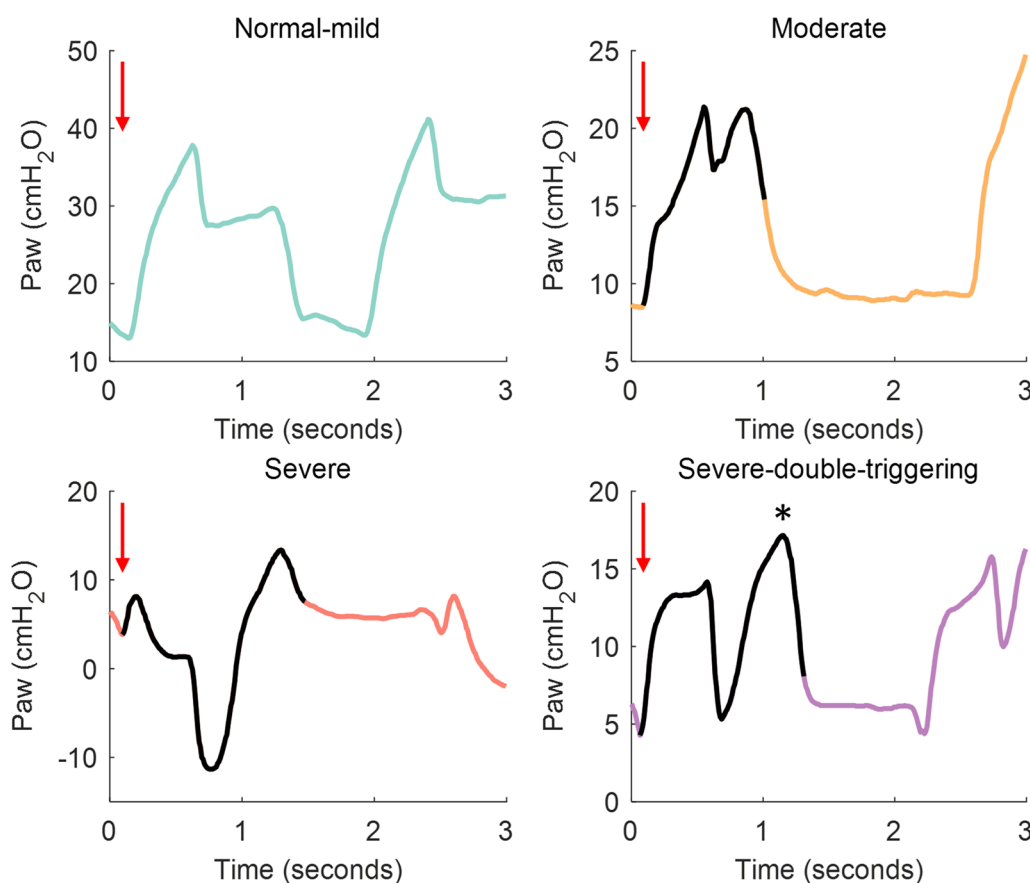 Normal-mild
50
40
30
20
10
Paw (cmH₂O)
0 1 2 3
Time (seconds)
Moderate
25
20
15
10
5
Paw (cmH₂O)
0 1 2 3
Time (seconds)
Severe
20
10
0
-10
Paw (cmH₂O)
0 1 2 3
Time (seconds)
Severe-double-triggering
*
20
15
10
5
0
Paw (cmH₂O)
0 1 2 3
Time (seconds)